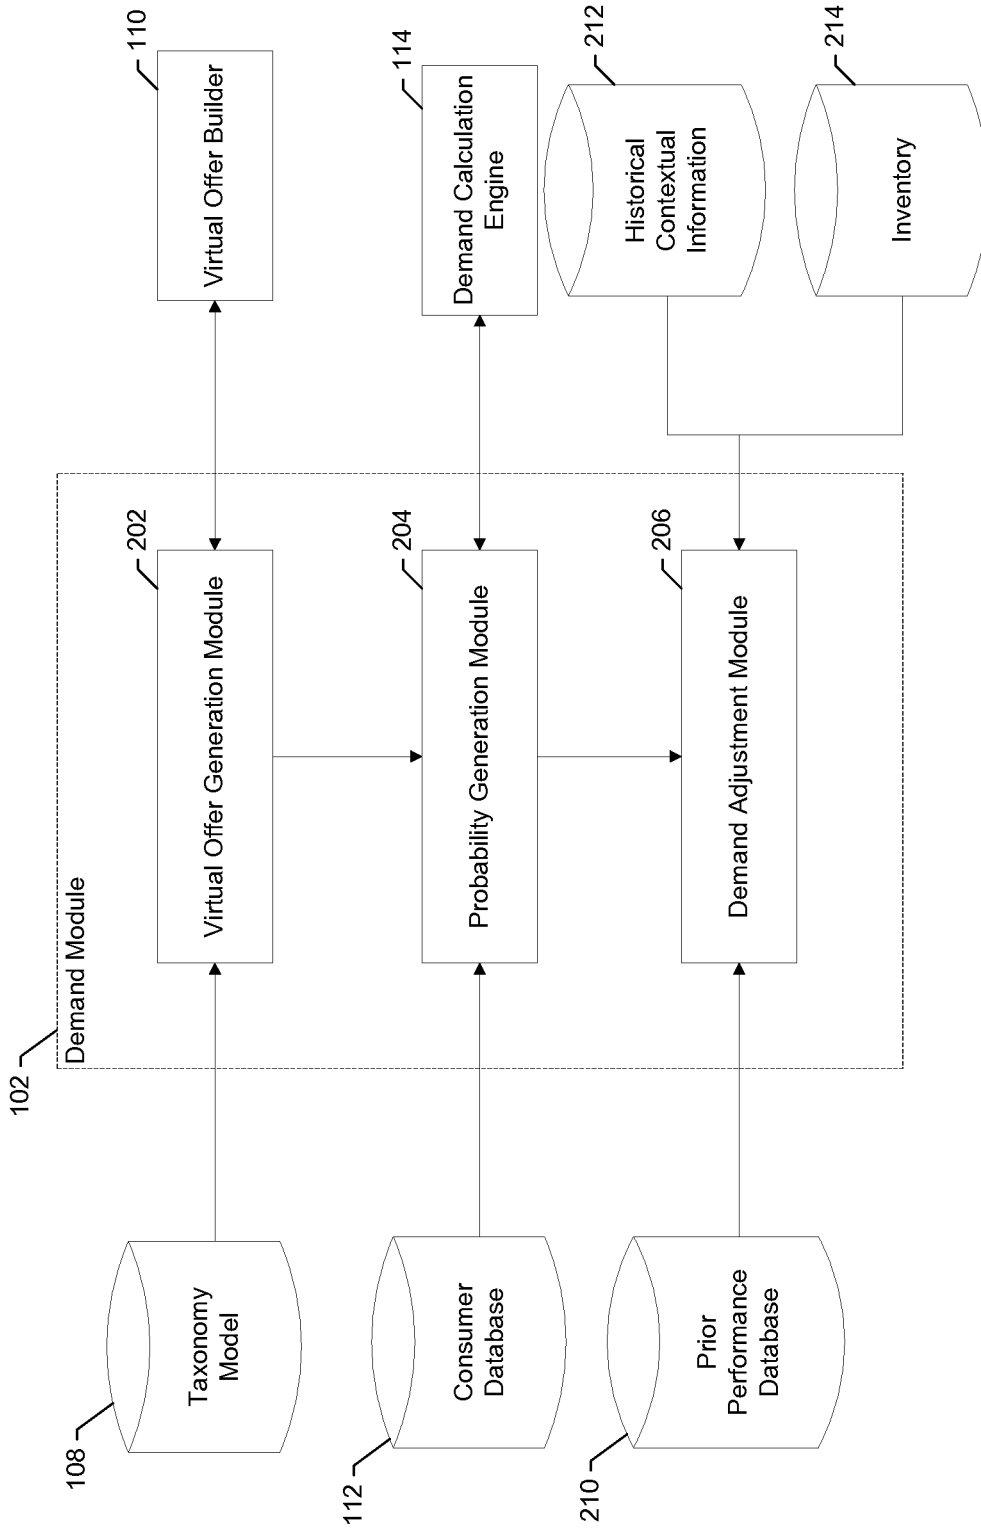 102
Demand Module
108
Taxonomy
Model
202
Virtual Offer Generation Module
110
Virtual Offer Builder
112
Consumer
Database
204
Probability Generation Module
114
Demand Calculation
Engine
210
Prior
Performance
Database
206
Demand Adjustment Module
212
Historical
Contextual
Information
214
Inventory